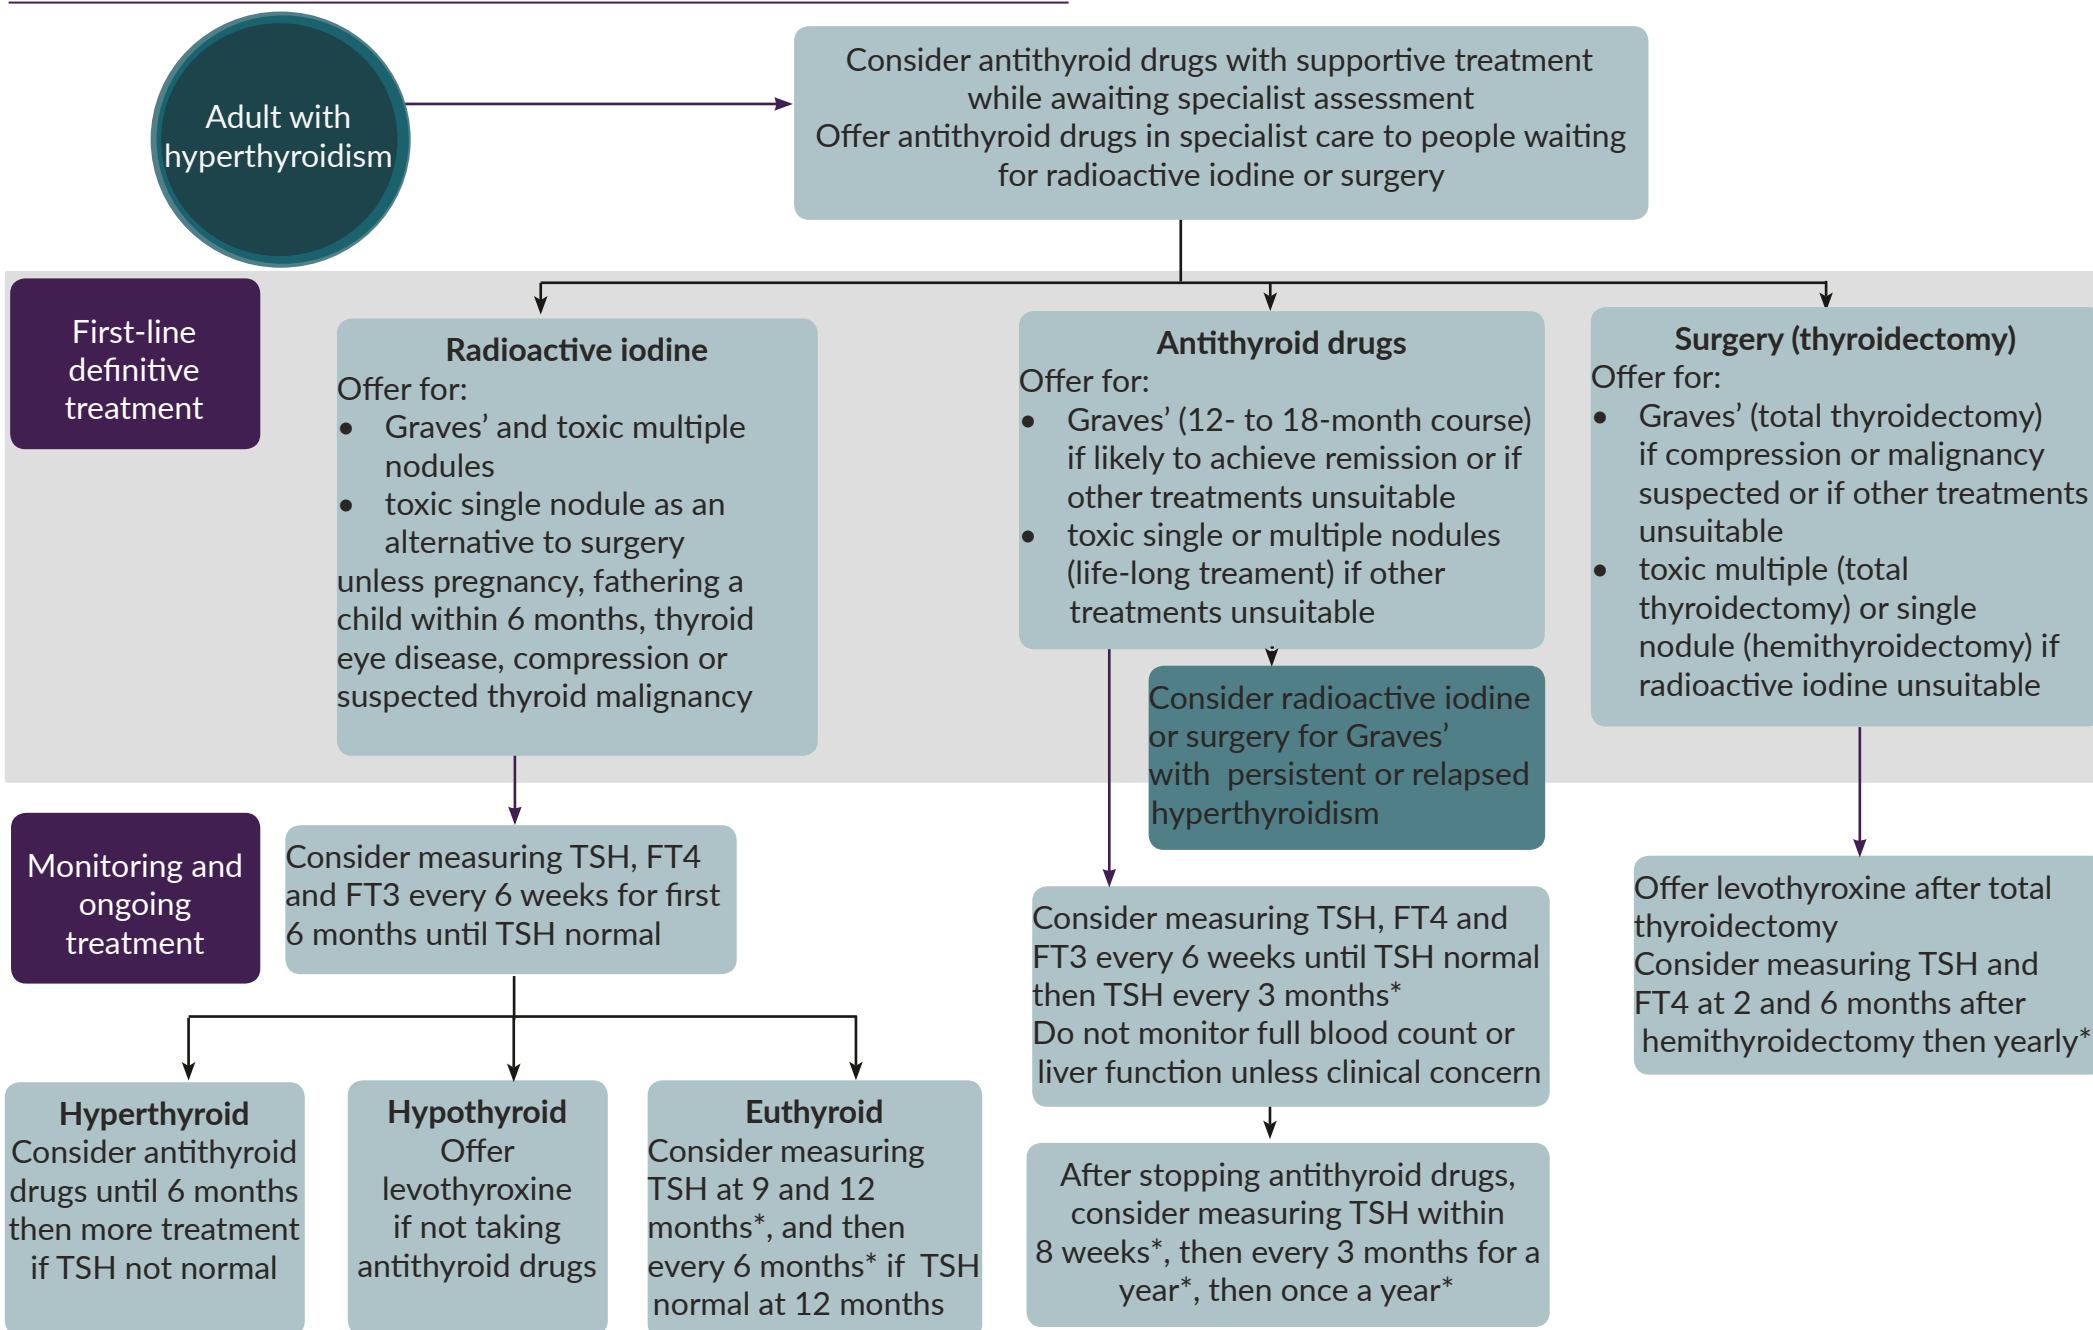 Adult with
hyperthyroidism
Consider antithyroid drugs with supportive treatment
while awaiting specialist assessment
Offer antithyroid drugs in specialist care to people waiting
for radioactive iodine or surgery
First-line
definitive
treatment
Radioactive iodine
Offer for:
• Graves’ and toxic multiple
nodules
• toxic single nodule as an
alternative to surgery
unless pregnancy, fathering a
child within 6 months, thyroid
eye disease, compression or
suspected thyroid malignancy
Antithyroid drugs
Offer for:
• Graves’ (12- to 18-month course)
if likely to achieve remission or if
other treatments unsuitable
• toxic single or multiple nodules
(life-long treament) if other
treatments unsuitable
Consider radioactive iodine
or surgery for Graves’
with persistent or relapsed
hyperthyroidism
Surgery (thyroidectomy)
Offer for:
• Graves’ (total thyroidectomy)
if compression or malignancy
suspected or if other treatments
unsuitable
• toxic multiple (total
thyroidectomy) or single
nodule (hemithyroidectomy) if
radioactive iodine unsuitable
Monitoring and
ongoing
treatment
Consider measuring TSH, FT4
and FT3 every 6 weeks for first
6 months until TSH normal
Hyperthyroid
Consider antithyroid
drugs until 6 months
then more treatment
if TSH not normal
Hypothyroid
Offer
levothyroxine
if not taking
antithyroid drugs
Euthyroid
Consider measuring
TSH at 9 and 12
months*, and then
every 6 months* if TSH
normal at 12 months
Consider measuring TSH, FT4 and
FT3 every 6 weeks until TSH normal
then TSH every 3 months*
Do not monitor full blood count or
liver function unless clinical concern
After stopping antithyroid drugs,
consider measuring TSH within
8 weeks*, then every 3 months for a
year*, then once a year*
Offer levothyroxine after total
thyroidectomy
Consider measuring TSH and
FT4 at 2 and 6 months after
hemithyroidectomy then yearly*